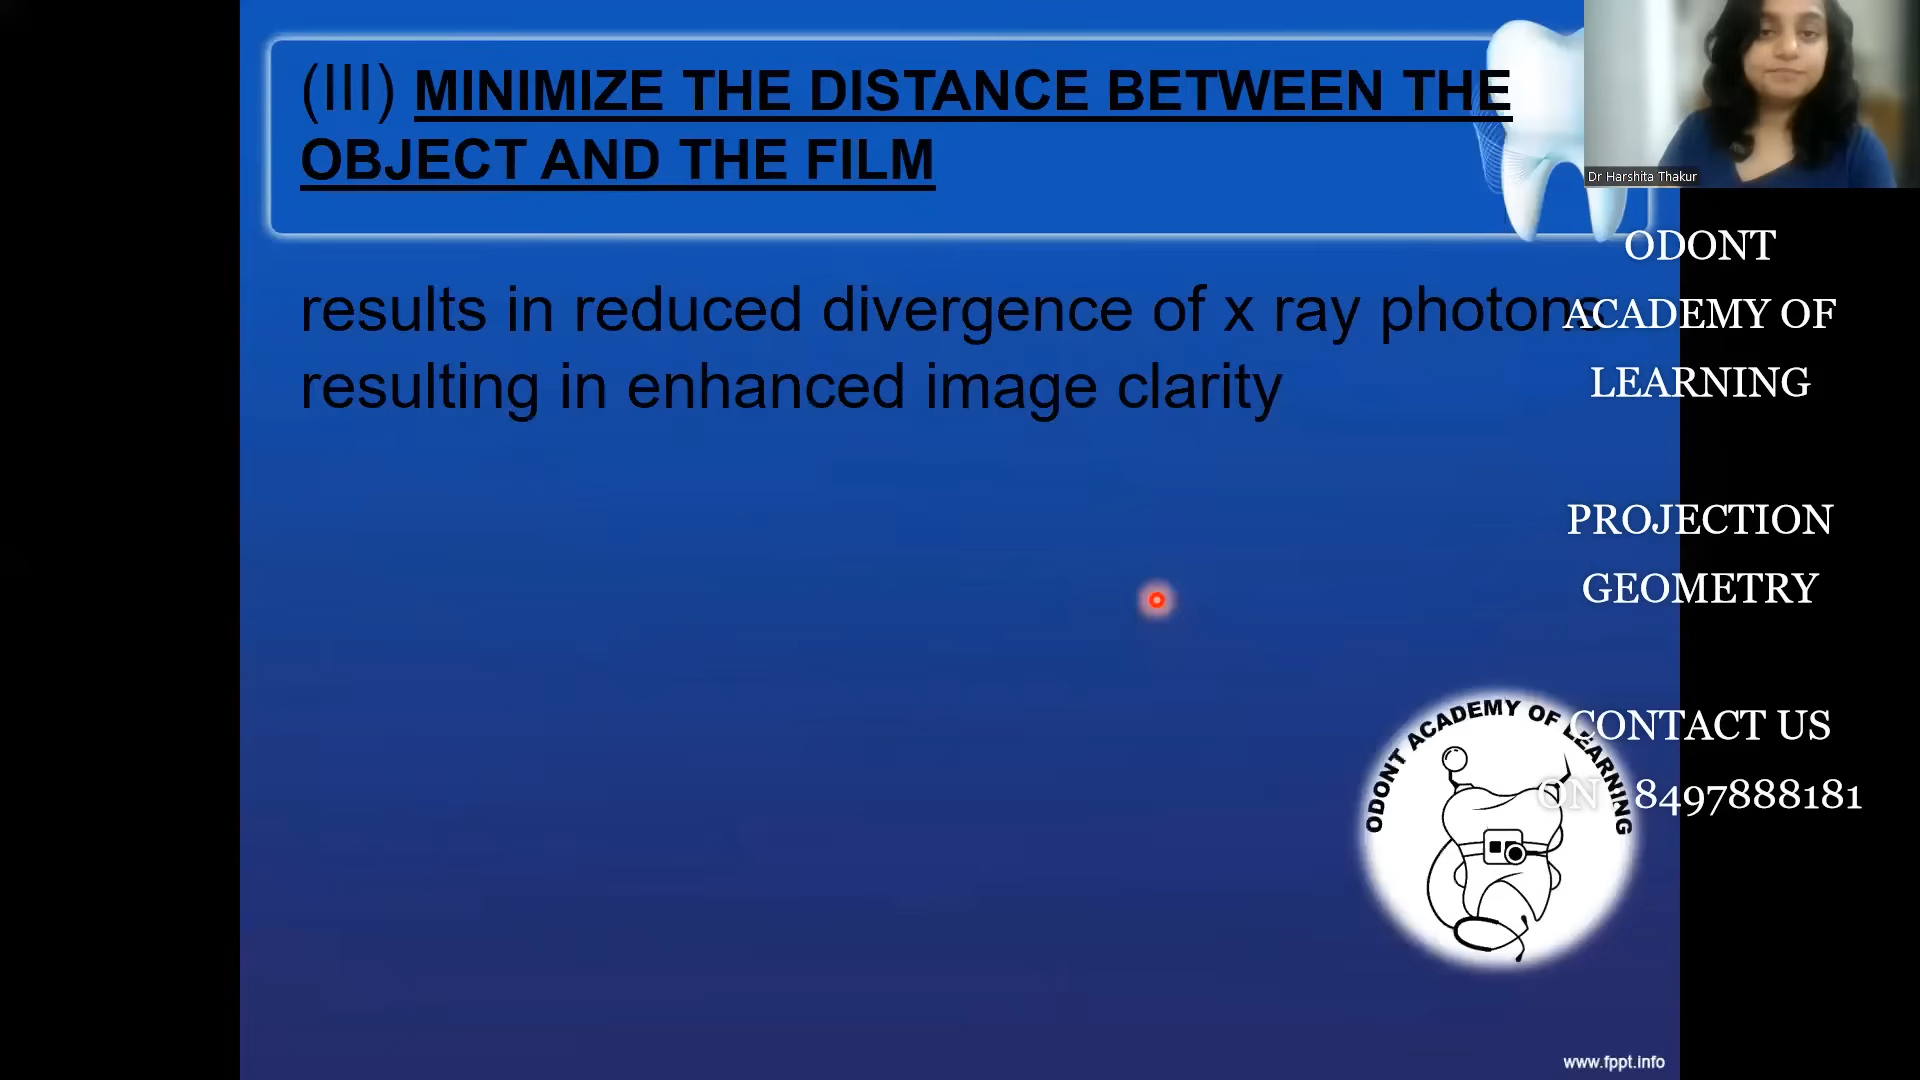 (III) MINIMIZE THE DISTANCE BETWEEN THE
OBJECT AND THE FILM
results in reduced divergence of x ray photons
resulting in enhanced image clarity
Dr Harshita Thakur
ODONT
ACADEMY OF
LEARNING
PROJECTION
GEOMETRY
CONTACT US
ON 8497888181
ODONT ACADEMY OF LEARNING
www.fppt.info